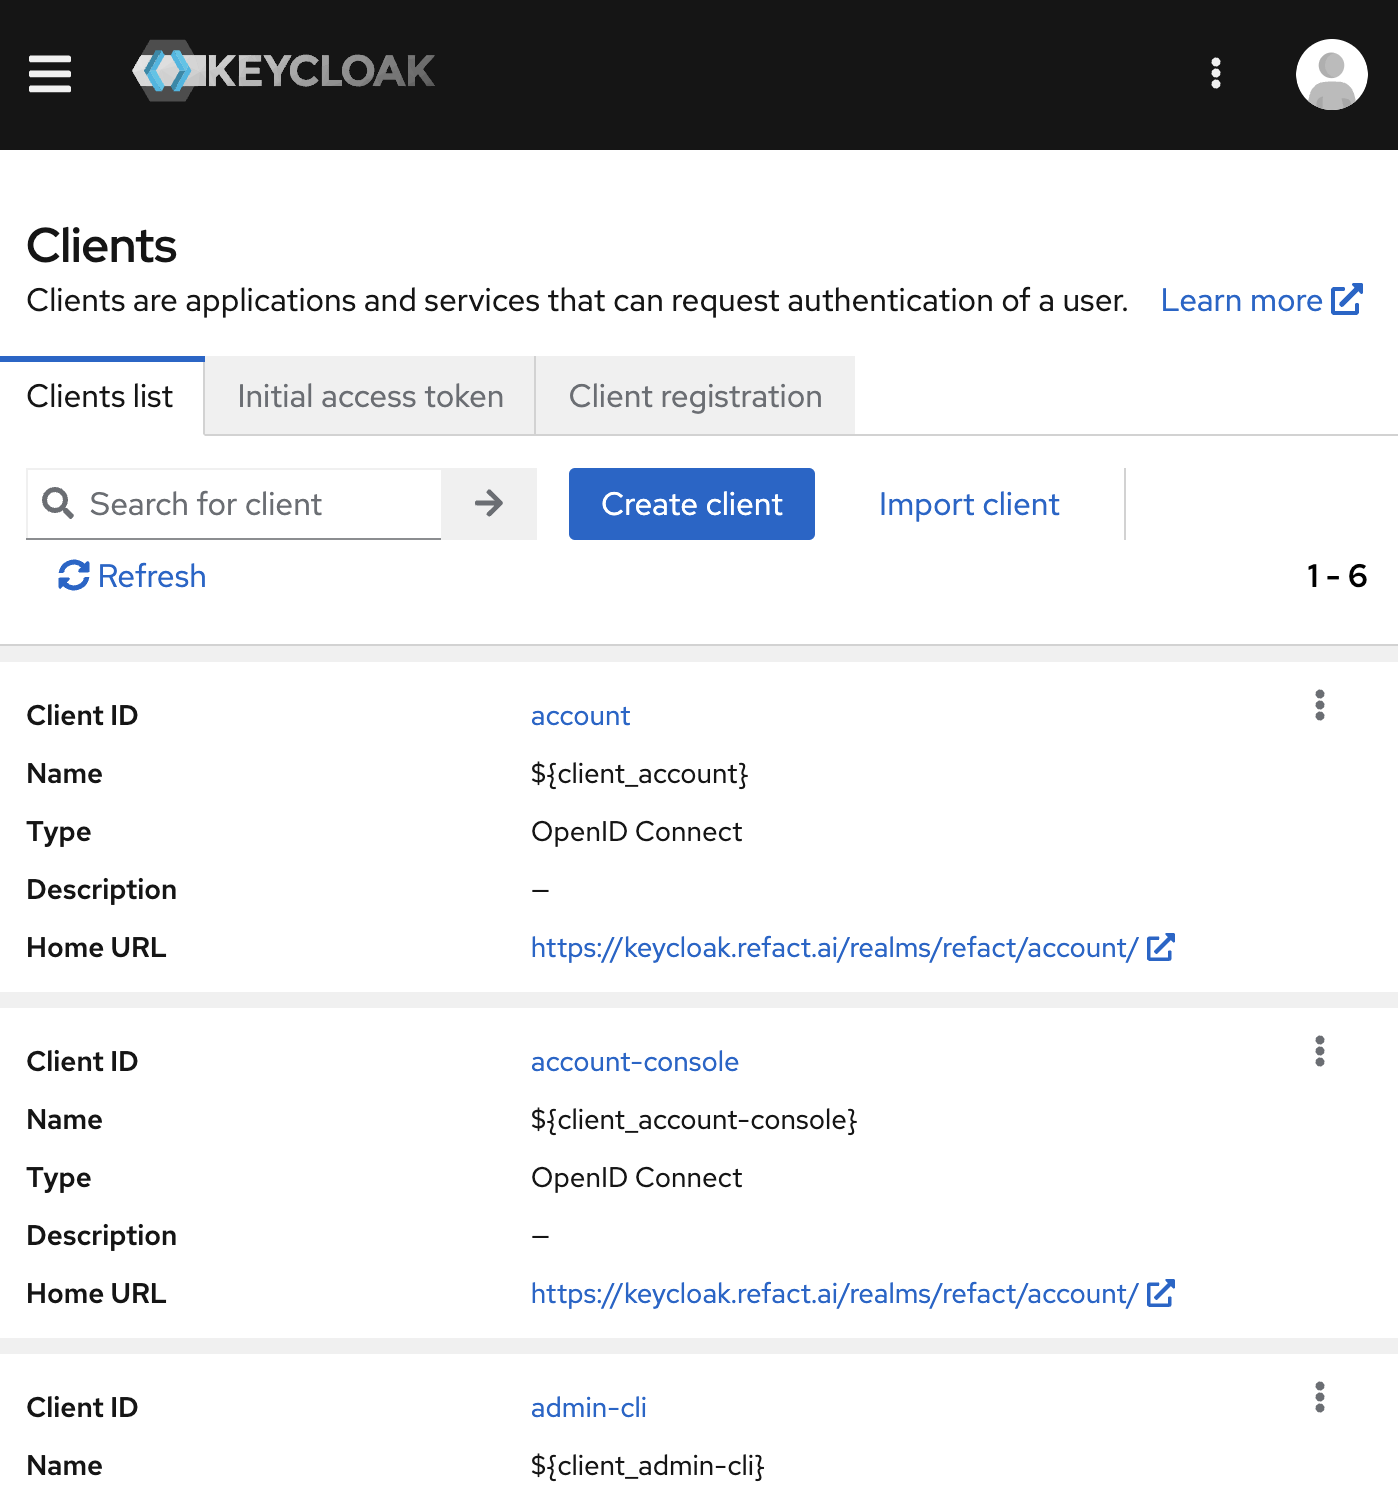 KEYCLOAK
Clients
Clients are applications and services that can request authentication of a user. Learn more
Clients list Initial access token Client registration
Search for client Create client Import client
Refresh 1 - 6
Client ID account
Name ${client_account}
Type OpenID Connect
Description —
Home URL https://keycloak.refact.ai/realms/refact/account/
Client ID account-console
Name ${client_account-console}
Type OpenID Connect
Description —
Home URL https://keycloak.refact.ai/realms/refact/account/
Client ID admin-cli
Name ${client_admin-cli}